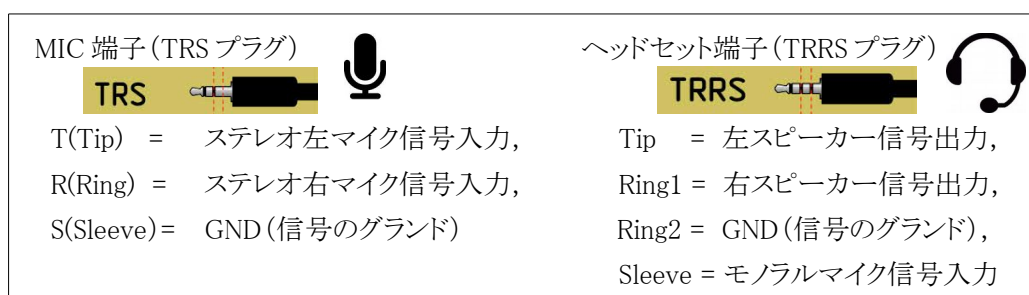 MIC 端子(TRS プラグ)
TRS
T(Tip) = ステレオ左マイク信号入力,
R(Ring) = ステレオ右マイク信号入力,
S(Sleeve)= GND(信号のグランド)
ヘッドセット端子(TRRS プラグ)
TRRS
Tip = 左スピーカー信号出力,
Ring1 = 右スピーカー信号出力,
Ring2 = GND(信号のグランド),
Sleeve = モノラルマイク信号入力